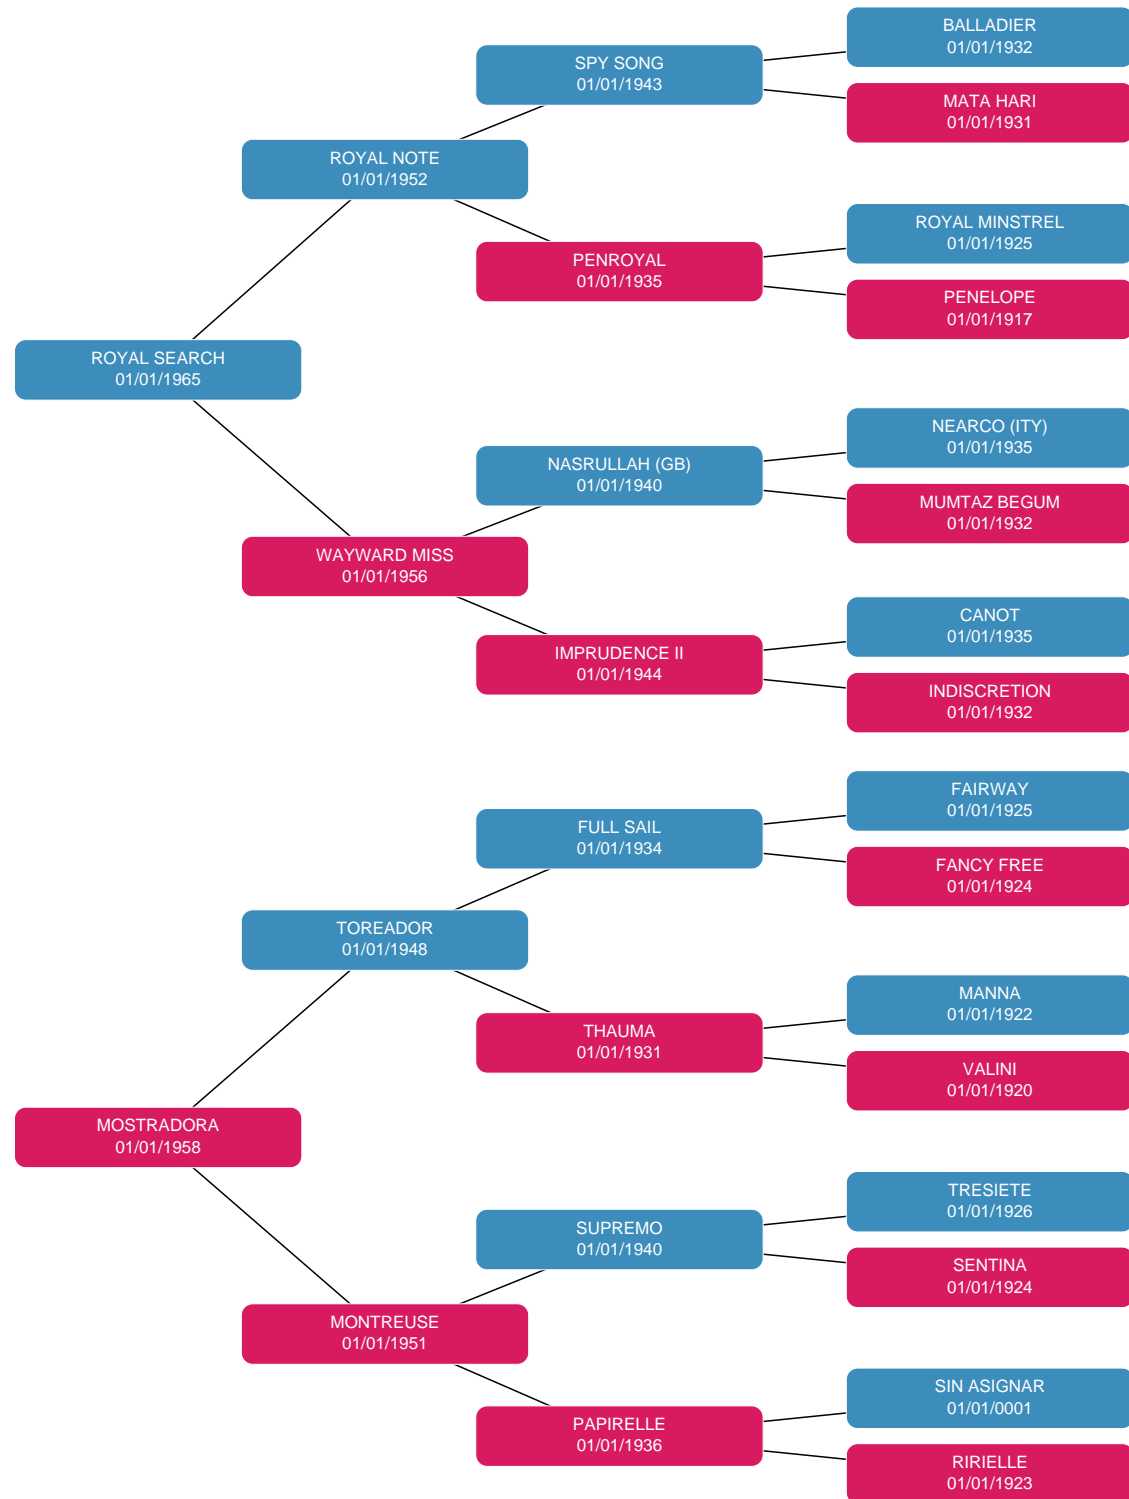 BALLADIER
01/01/1932
SPY SONG
01/01/1943
MATA HARI
01/01/1931
ROYAL NOTE
01/01/1952
ROYAL MINSTREL
01/01/1925
PENROYAL
01/01/1935
PENELOPE
01/01/1917
ROYAL SEARCH
01/01/1965
NEARCO (ITY)
01/01/1935
NASRULLAH (GB)
01/01/1940
MUMTAZ BEGUM
01/01/1932
WAYWARD MISS
01/01/1956
CANOT
01/01/1935
IMPRUDENCE II
01/01/1944
INDISCRETION
01/01/1932
FAIRWAY
01/01/1925
FULL SAIL
01/01/1934
FANCY FREE
01/01/1924
TOREADOR
01/01/1948
MANNA
01/01/1922
THAUMA
01/01/1931
VALINI
01/01/1920
MOSTRADORA
01/01/1958
TRESIETE
01/01/1926
SUPREMO
01/01/1940
SENTINA
01/01/1924
MONTREUSE
01/01/1951
SIN ASIGNAR
01/01/0001
PAPIRELLE
01/01/1936
RIRIELLE
01/01/1923